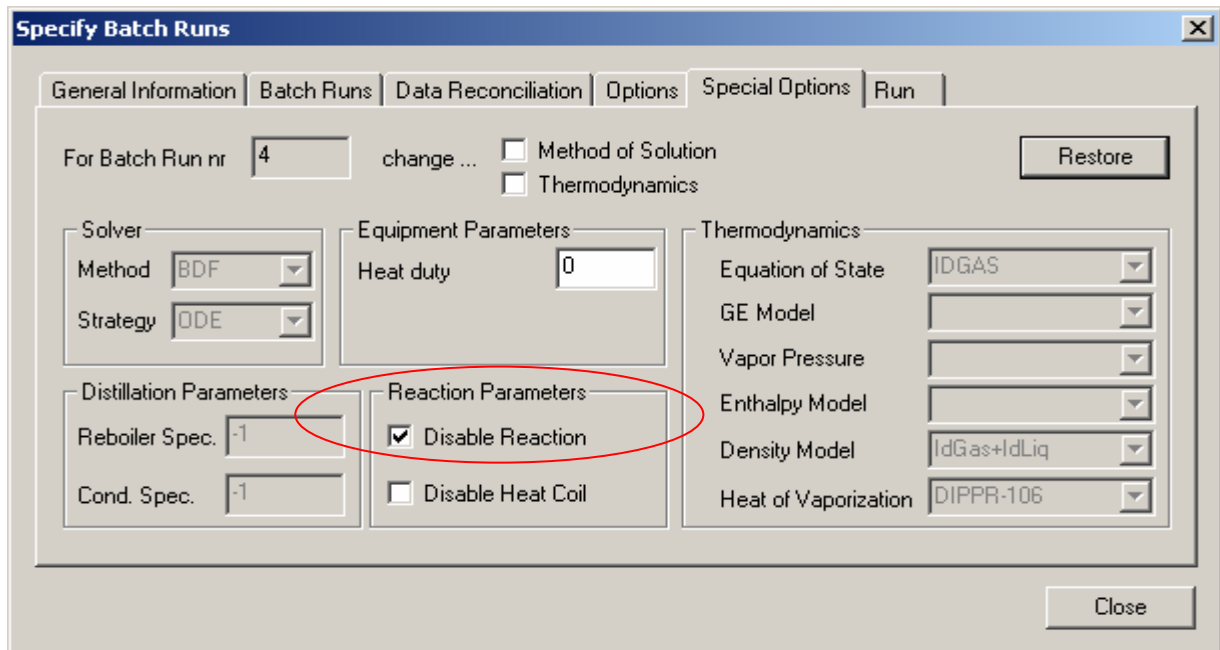 Specify Batch Runs
General Information Batch Runs Data Reconciliation Options Special Options Run
For Batch Run nr 4 change ... Method of Solution
Thermodynamics
Restore
Solver
Method BDF
Strategy ODE
Equipment Parameters
Heat duty 0
Distillation Parameters
Reboiler Spec. -1
Cond. Spec. -1
Reaction Parameters
Disable Reaction
Disable Heat Coil
Thermodynamics
Equation of State IDGAS
GE Model
Vapor Pressure
Enthalpy Model
Density Model IdGas+IdLiq
Heat of Vaporization DIPPR-106
Close